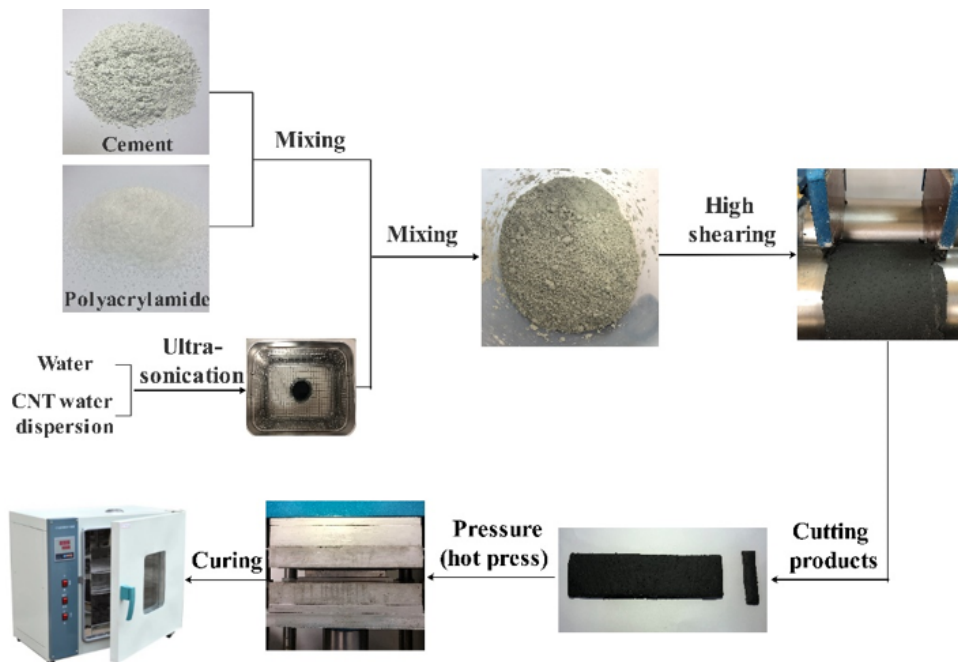 Cement
Mixing
Polyacrylamide
Mixing
High
shearing
Water
Ultra-
sonication
CNT water
dispersion
Cutting
products
Pressure
(hot press)
Curing